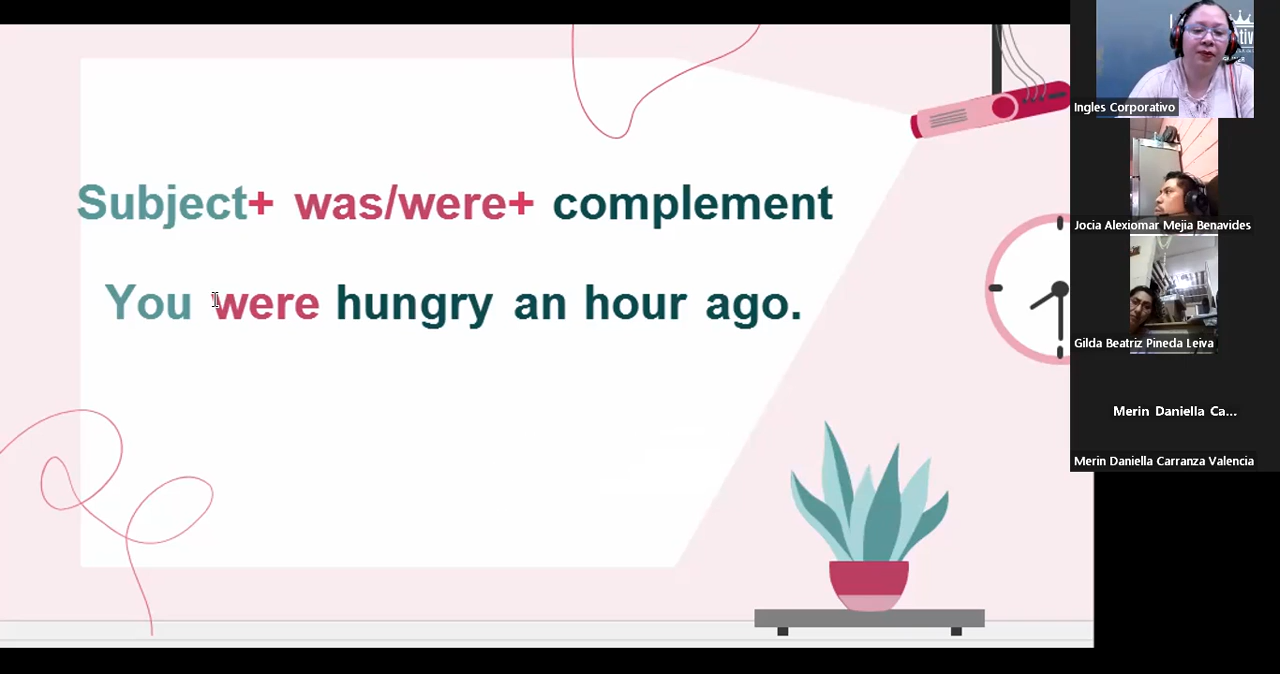 Subject+ was/were+ complement
You were hungry an hour ago.
Ingles Corporativo
Jocia Alexiomar Mejia Benavides
Gilda Beatriz Pineda Leiva
Merin Daniella Ca...
Merin Daniella Carranza Valencia